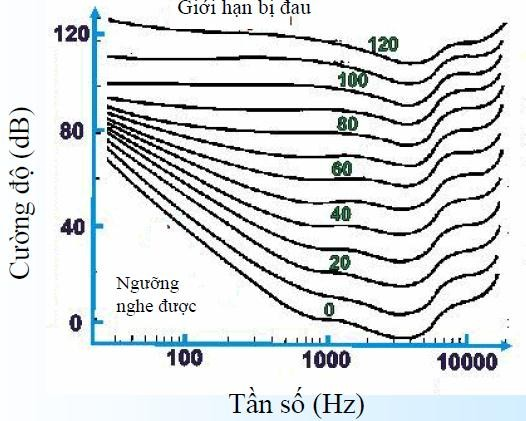 Giới hạn bị đau
120
120
100
80
80
60
40
40
20
Ngưỡng
nghe được
0
0
100
1000
10000
Cường độ (dB)
Tần số (Hz)